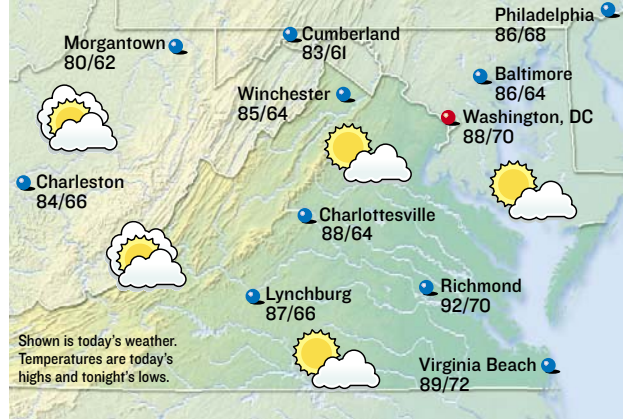 Philadelphia
86/68
Morgantown
80/62
Cumberland
83/61
Baltimore
86/64
Winchester
85/64
Washington, DC
88/70
Charleston
84/66
Charlottesville
88/64
Richmond
92/70
Lynchburg
87/66
Shown is today's weather.
Temperatures are today's
highs and tonight's lows.
Virginia Beach
89/72